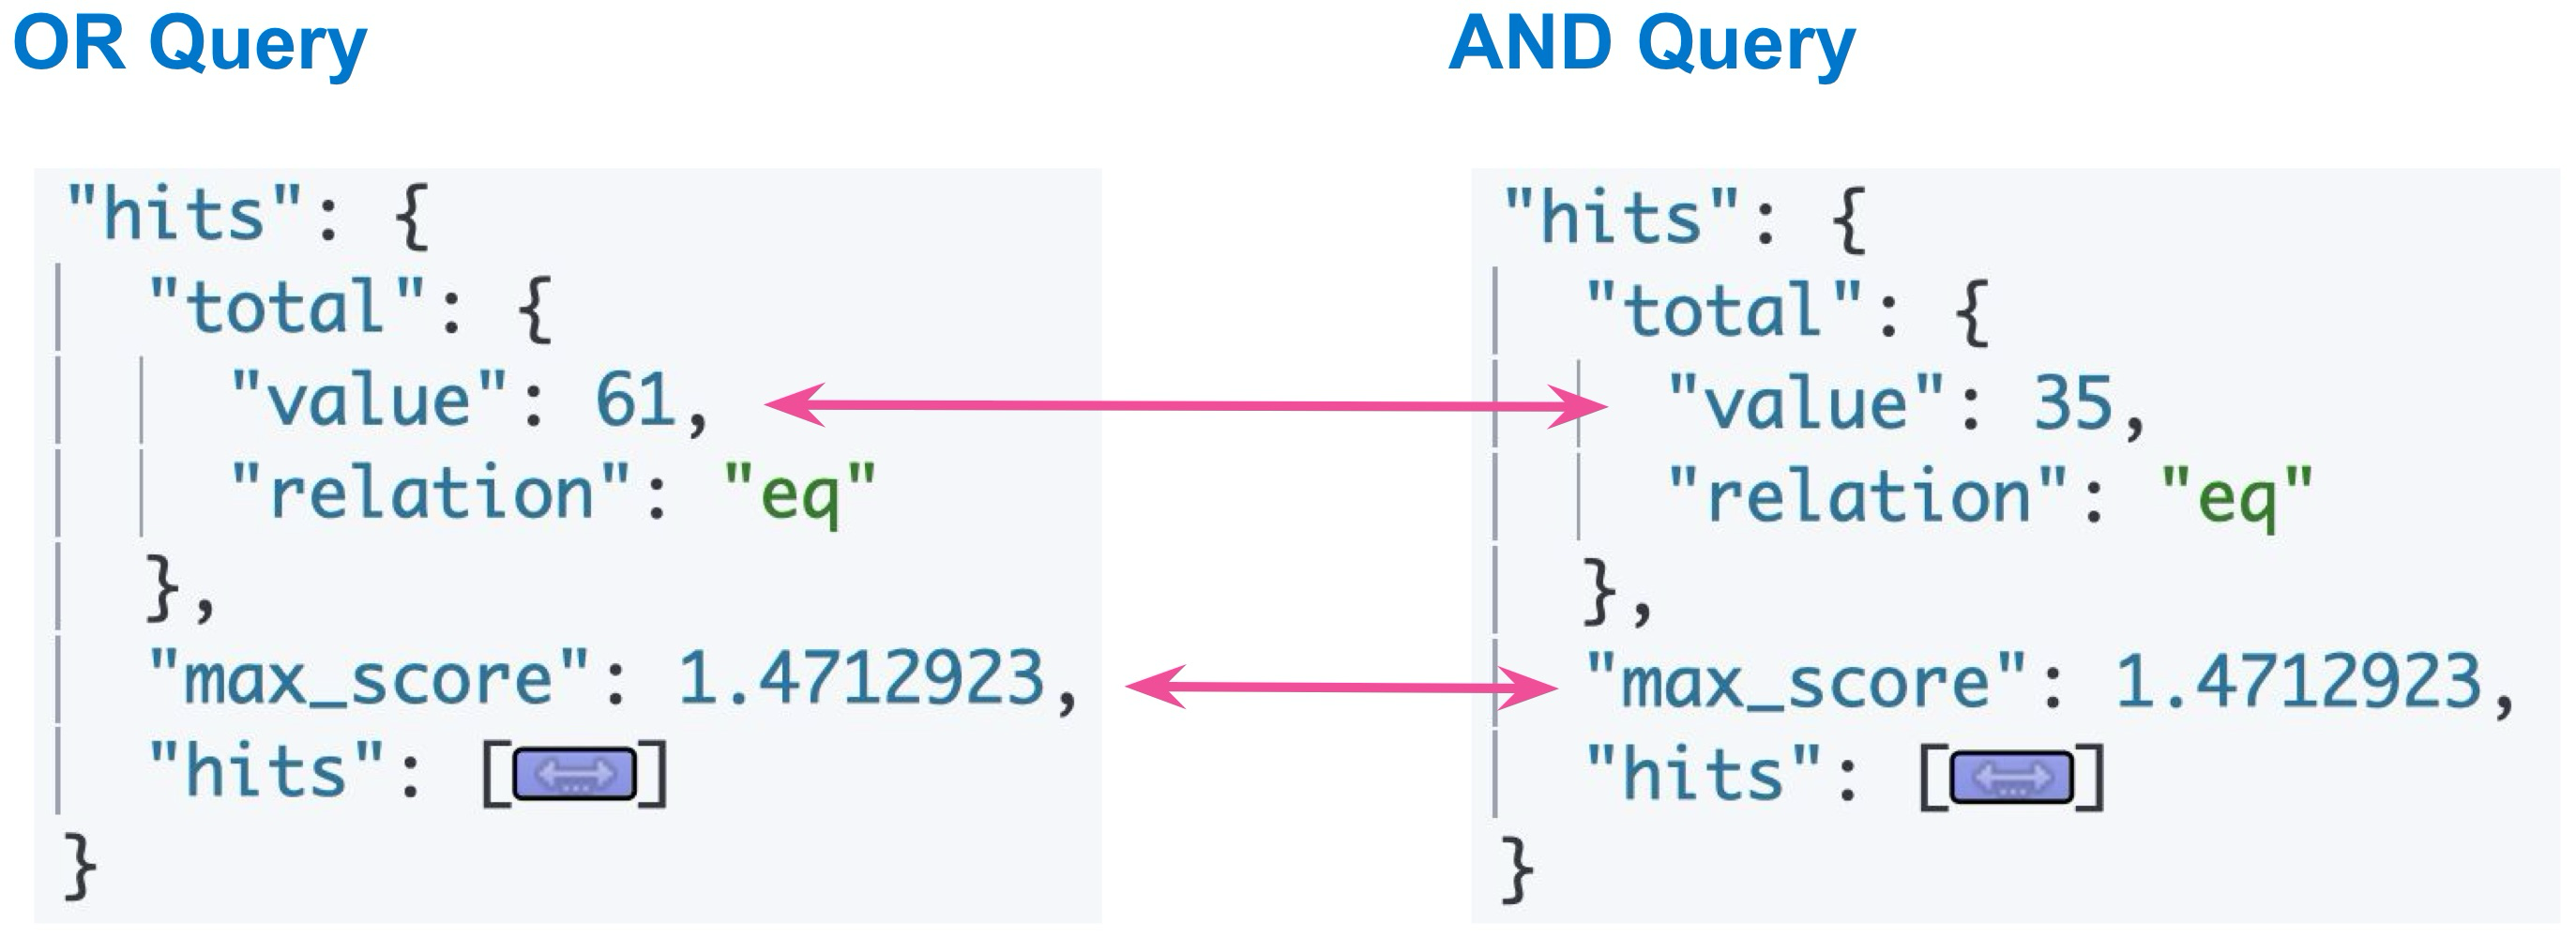 OR Query
"hits": {
"total": {
"value": 61,
"relation": "eq"
},
"max_score": 1.4712923,
"hits": []
}
AND Query
"hits": {
"total": {
"value": 35,
"relation": "eq"
},
"max_score": 1.4712923,
"hits": []
}